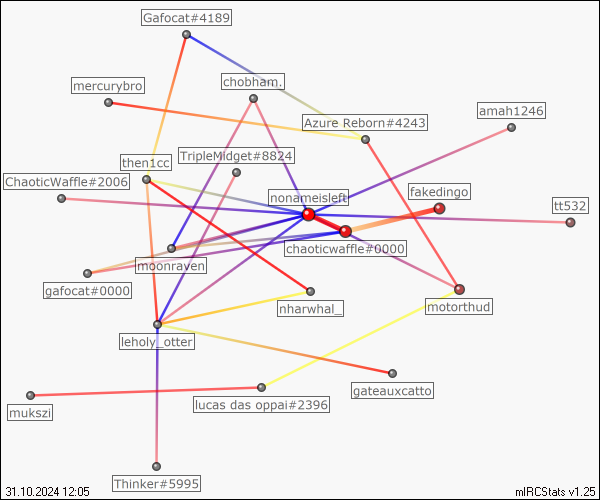 Gafocat#4189
chobham.
mercurybro
amah1246
Azure Reborn#4243
then1cc
TripleMidget#8824
ChaoticWaffle#2006
nonameisleft
fakedingo
tt532
chaoticwaffle#0000
moonraven
gafocat#0000
nharwhal_
motorthud
leholy_otter
gateauxcatto
lucas das oppai#2396
mukszi
Thinker#5995
31.10.2024 12:05
mIRCStats v1.25